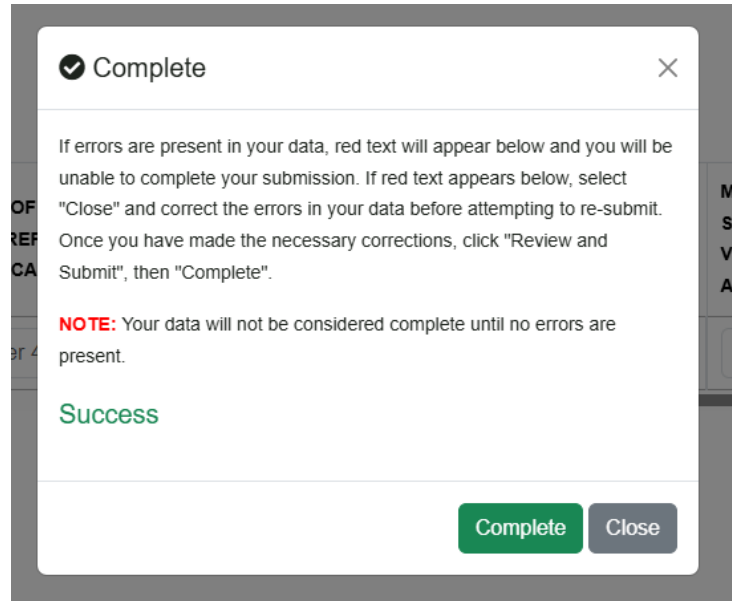 Complete
If errors are present in your data, red text will appear below and you will be
unable to complete your submission. If red text appears below, select
"Close" and correct the errors in your data before attempting to re-submit.
Once you have made the necessary corrections, click "Review and
Submit", then "Complete".
NOTE: Your data will not be considered complete until no errors are
present.
Success
Complete Close
OF